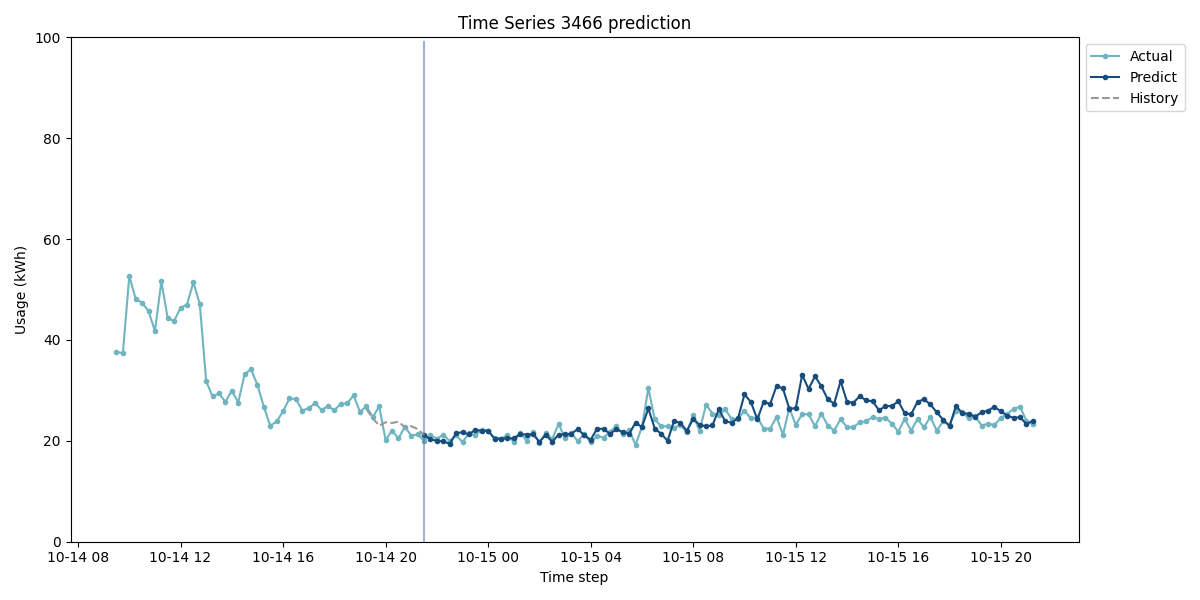 Time Series 3466 prediction
100
80
60
40
20
0
Usage (kWh)
10-14 08 10-14 12 10-14 16 10-14 20 10-15 00 10-15 04 10-15 08 10-15 12 10-15 16 10-15 20
Time step
Actual
Predict
History